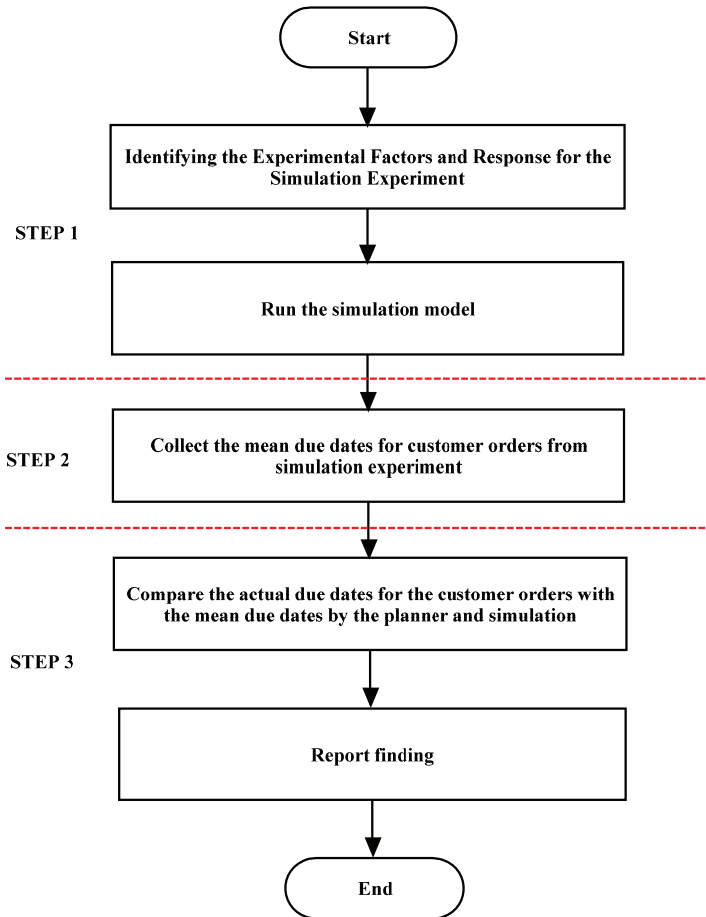 Start
Identifying the Experimental Factors and Response for the
Simulation Experiment
STEP 1
Run the simulation model
Collect the mean due dates for customer orders from
simulation experiment
STEP 2
Compare the actual due dates for the customer orders with
the mean due dates by the planner and simulation
STEP 3
Report finding
End